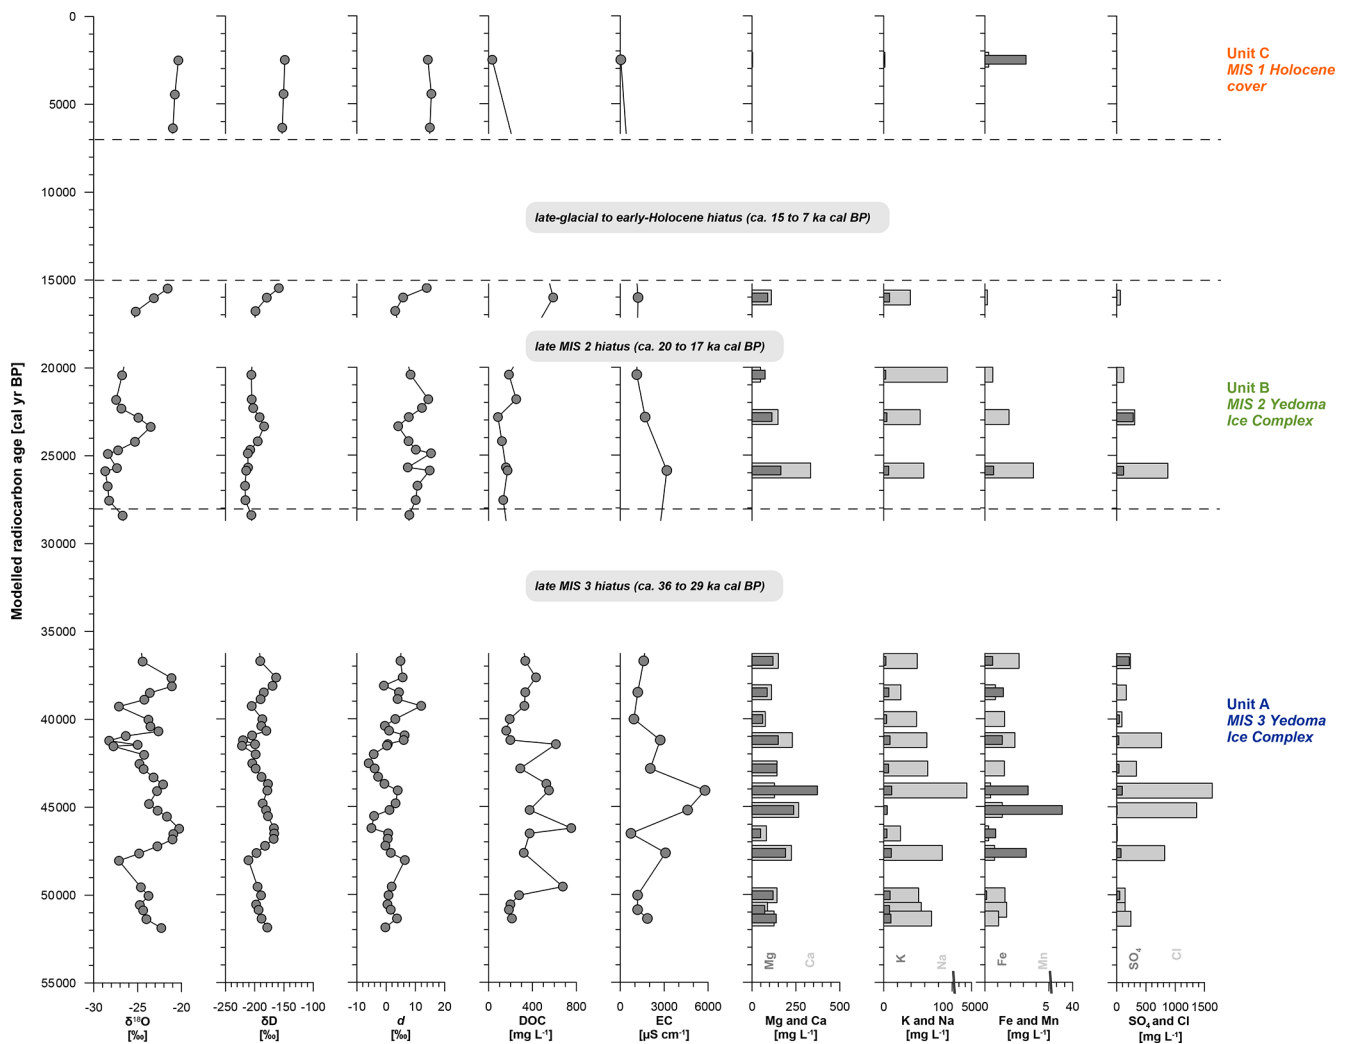 0
5000
10000
15000
20000
25000
30000
35000
40000
45000
50000
55000
Modelled radiocarbon age [cal yr BP]
Unit C
MIS 1 Holocene
cover
late-glacial to early-Holocene hiatus (ca. 15 to 7 ka cal BP)
late MIS 2 hiatus (ca. 20 to 17 ka cal BP)
Unit B
MIS 2 Yedoma
Ice Complex
late MIS 3 hiatus (ca. 36 to 29 ka cal BP)
Unit A
MIS 3 Yedoma
Ice Complex
Mg Ca K Na Fe Mn SO₄ Cl
-30 -25 -20
δ¹⁸O
[‰]
-250 -200 -150 -100
δD
[‰]
-10 0 10 20
d
[‰]
0 400 800
DOC
[mg L⁻¹]
0 3000 6000
EC
[µS cm⁻¹]
0 250 500
Mg and Ca
[mg L⁻¹]
0 100 500
K and Na
[mg L⁻¹]
0 5 40
Fe and Mn
[mg L⁻¹]
0 500 1000 1500
SO₄ and Cl
[mg L⁻¹]